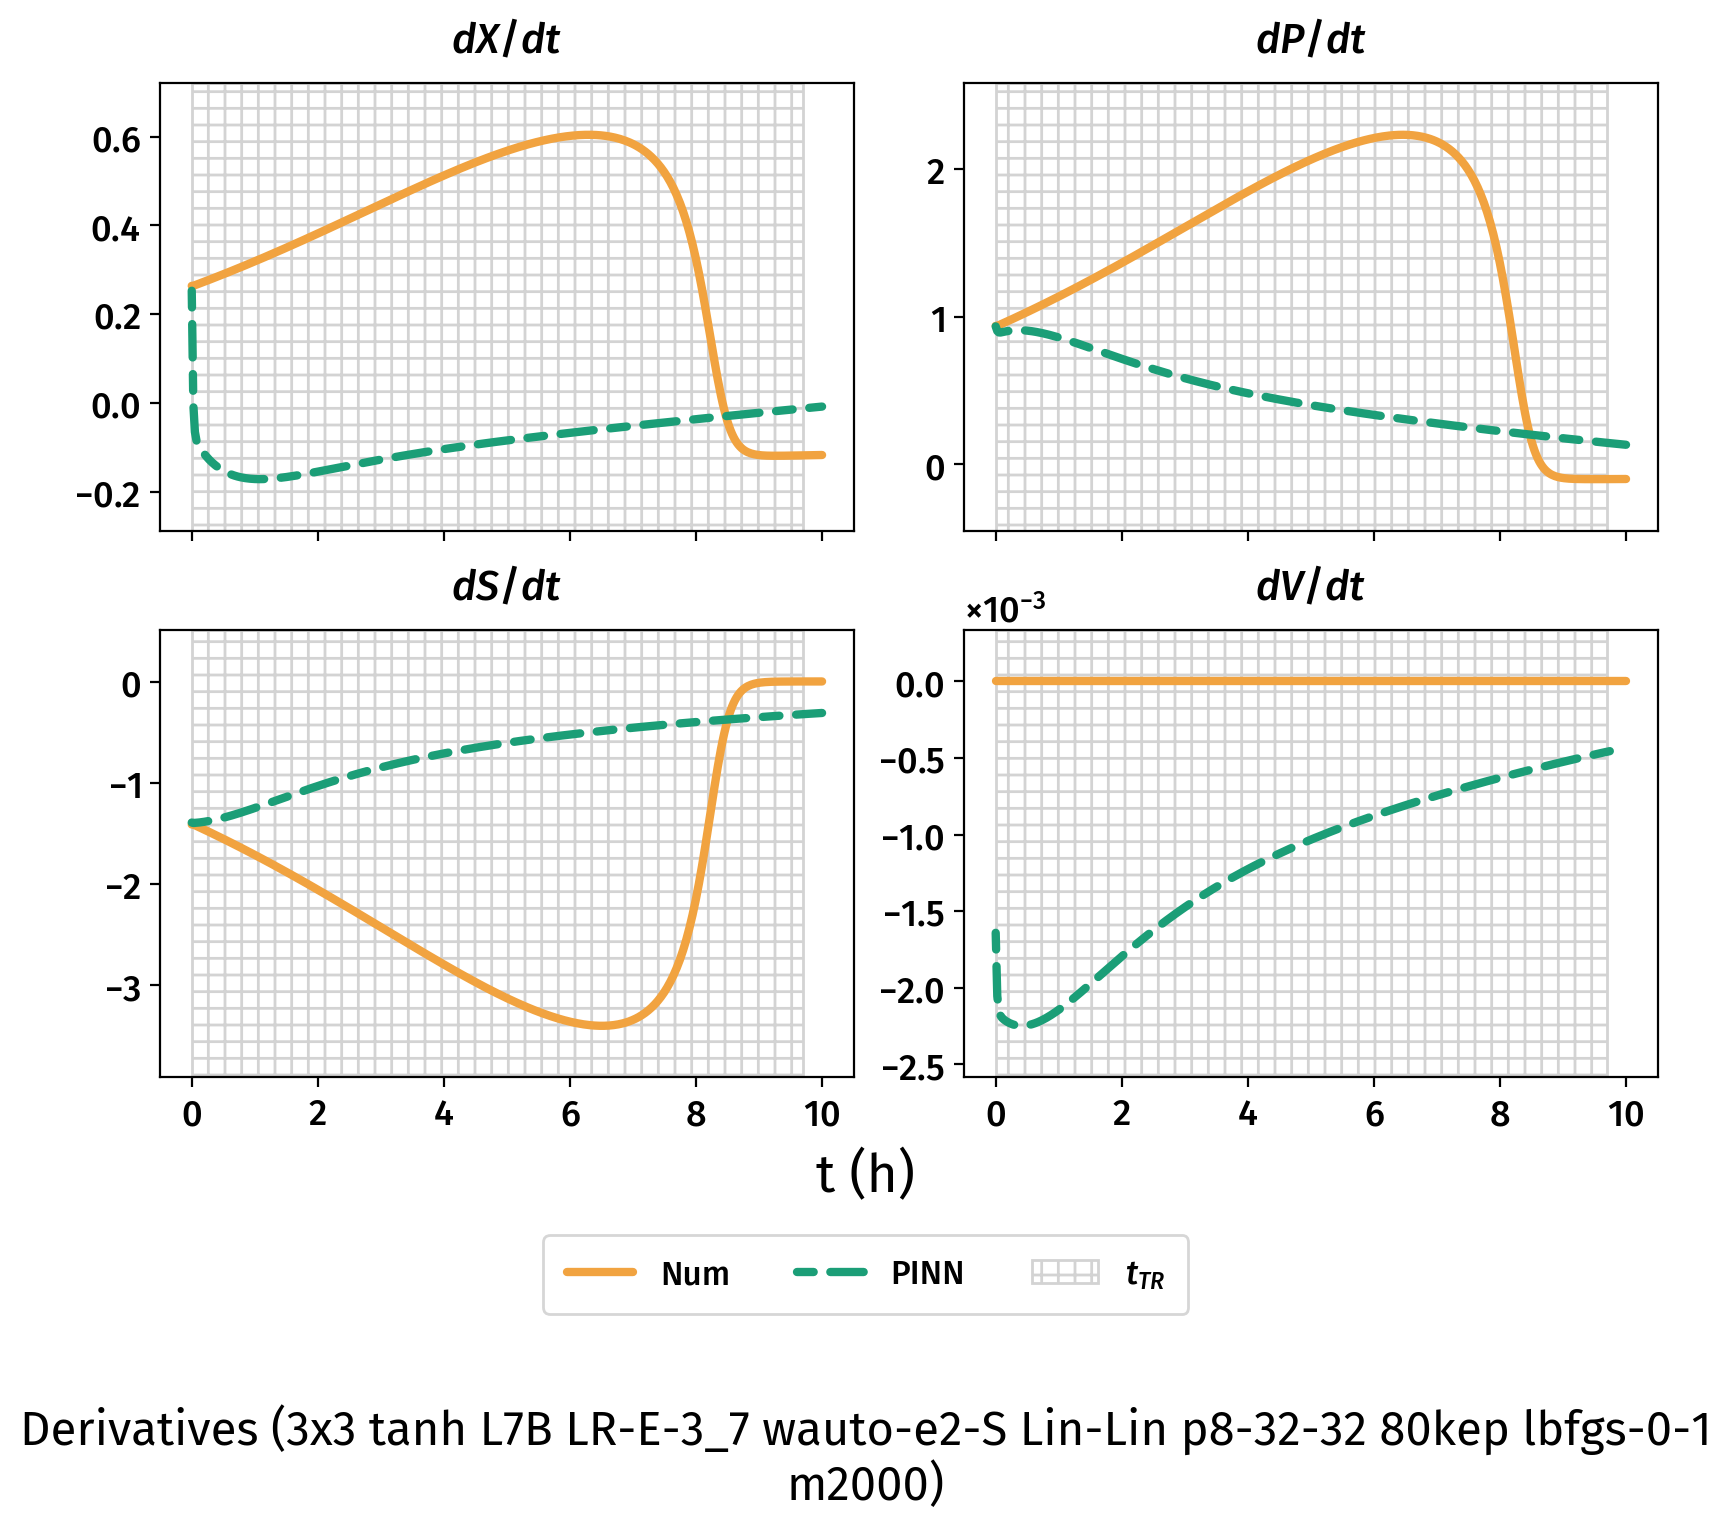 dX/dt
dP/dt
0.6
0.4
0.2
0.0
−0.2
2
1
0
dS/dt
dV/dt
×10⁻³
0
−1
−2
−3
0.0
−0.5
−1.0
−1.5
−2.0
−2.5
0 2 4 6 8 10
0 2 4 6 8 10
t (h)
Num PINN t_TR
Derivatives (3x3 tanh L7B LR-E-3_7 wauto-e2-S Lin-Lin p8-32-32 80kep lbfgs-0-1
m2000)